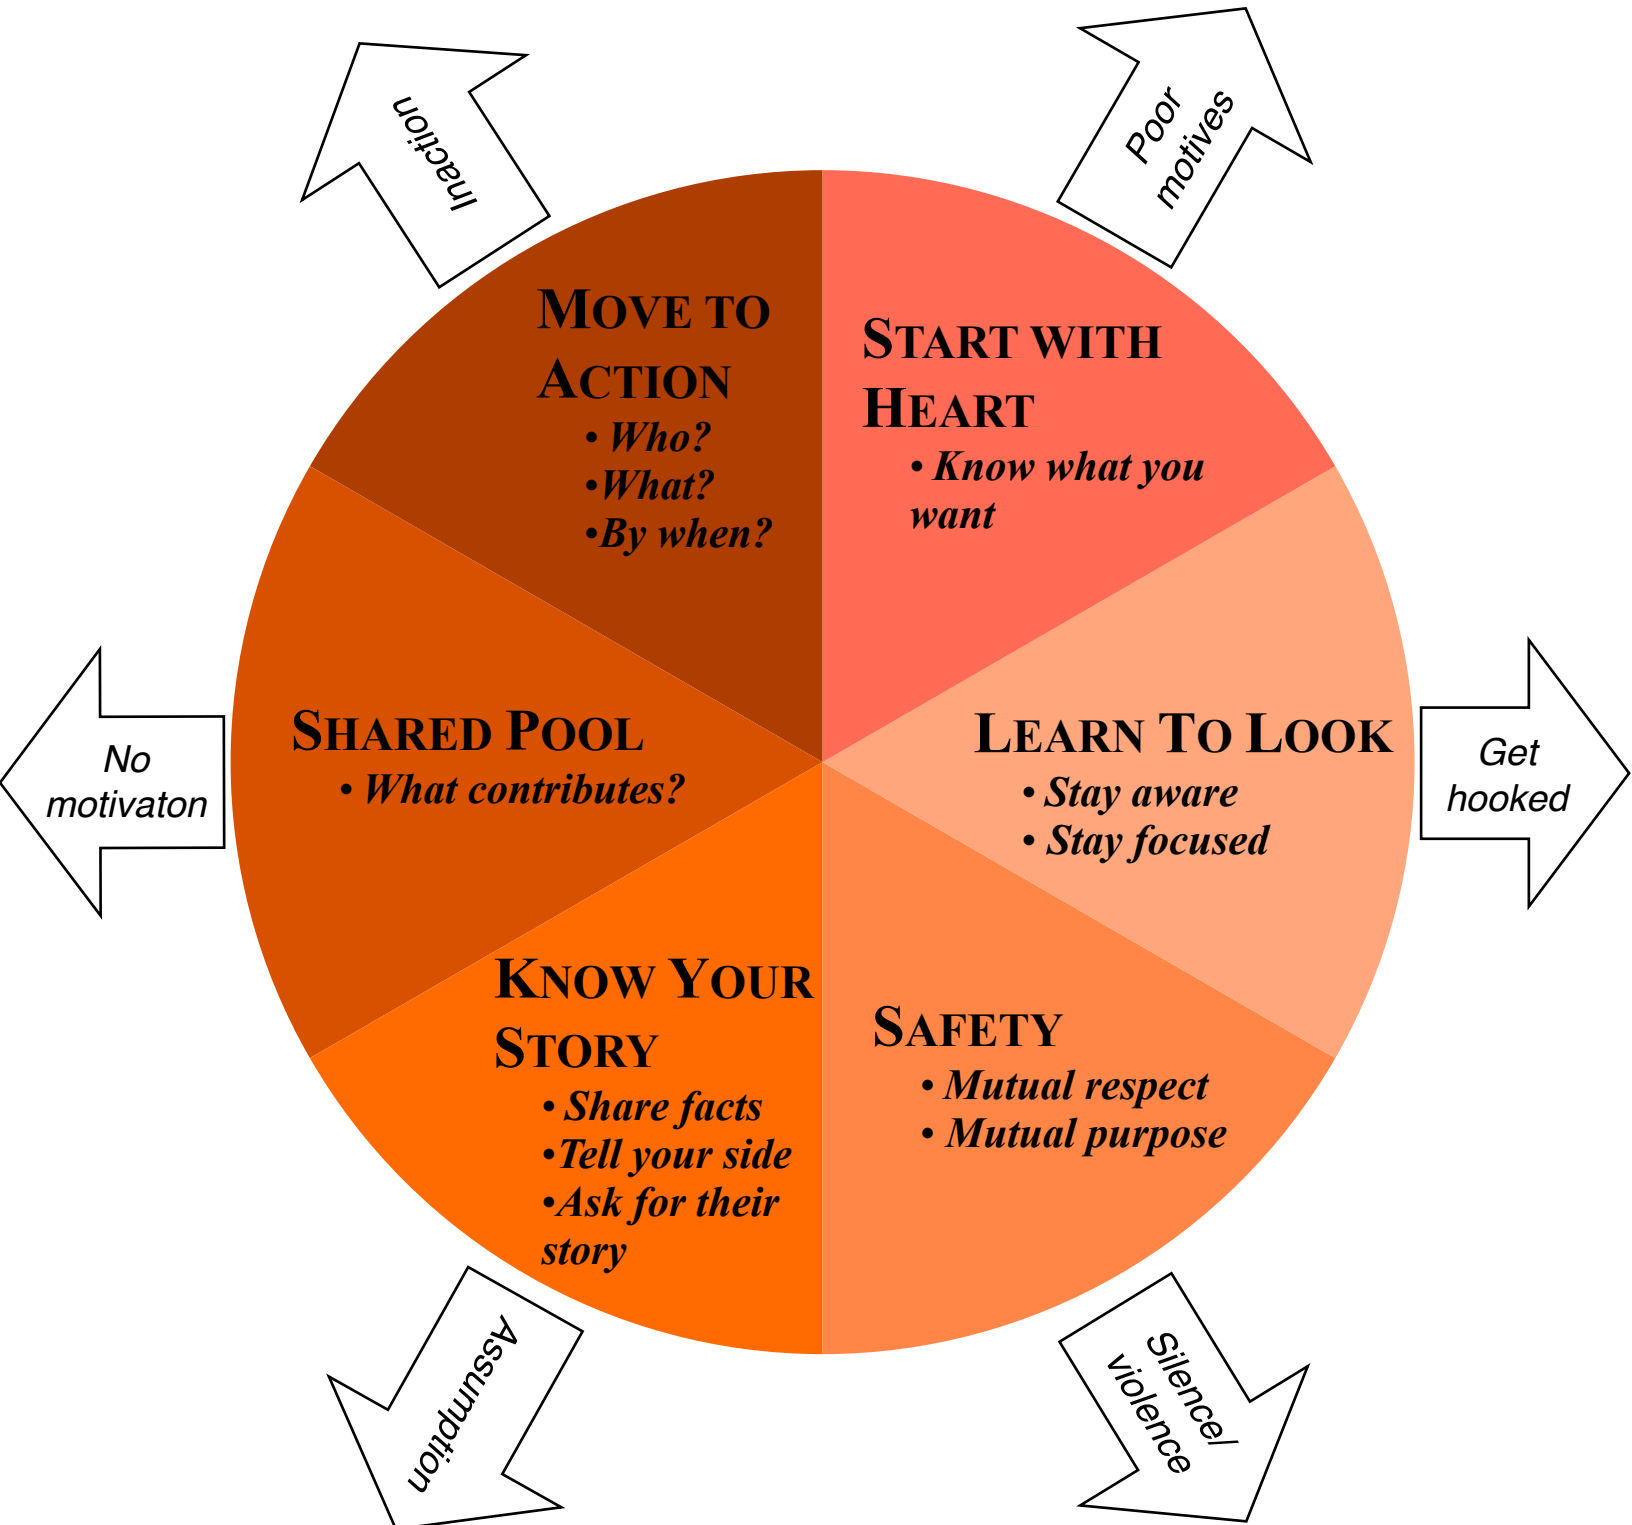 Inaction
Poor
motives
MOVE TO
ACTION
• Who?
•What?
•By when?
START WITH
HEART
• Know what you
want
No
motivaton
SHARED POOL
• What contributes?
LEARN TO LOOK
• Stay aware
• Stay focused
Get
hooked
KNOW YOUR
STORY
• Share facts
•Tell your side
•Ask for their
story
SAFETY
• Mutual respect
• Mutual purpose
Assumption
Silence/
violence